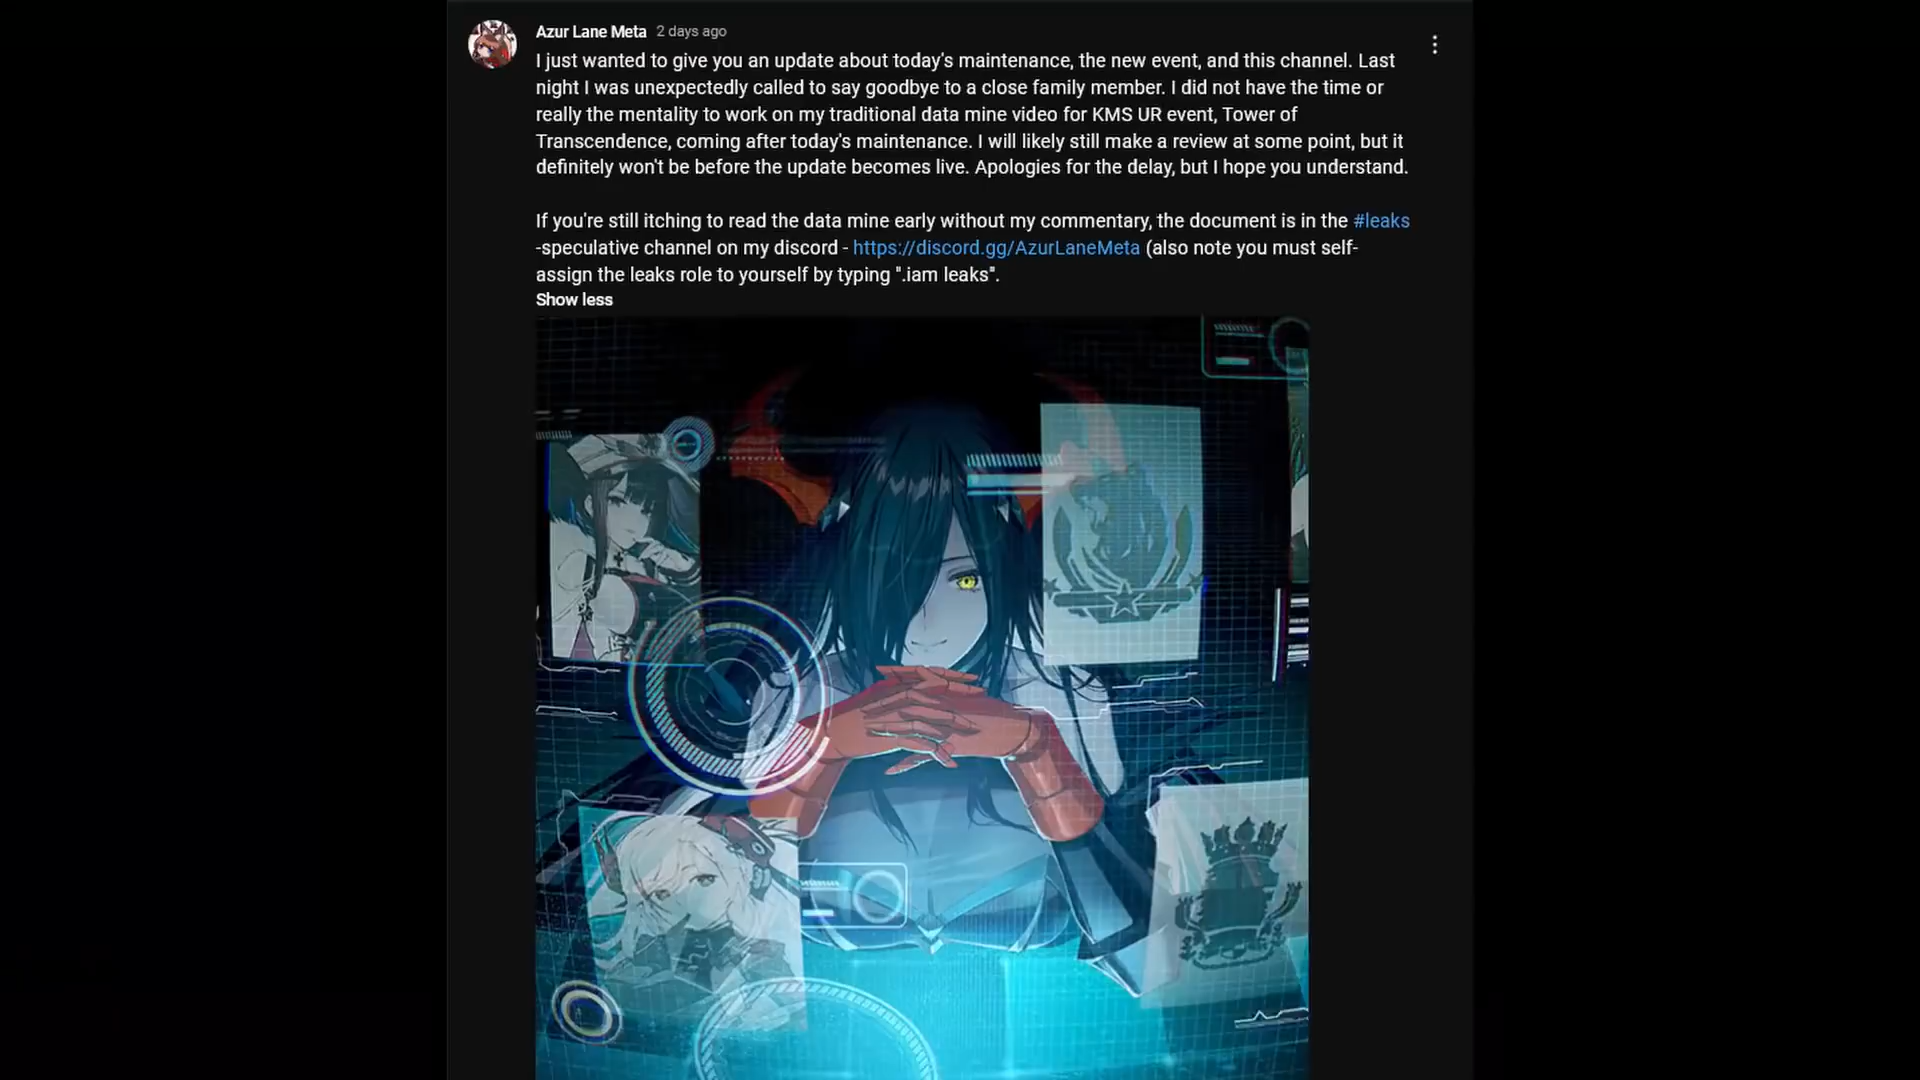 Azur Lane Meta 2 days ago
I just wanted to give you an update about today's maintenance, the new event, and this channel. Last
night I was unexpectedly called to say goodbye to a close family member. I did not have the time or
really the mentality to work on my traditional data mine video for KMS UR event, Tower of
Transcendence, coming after today's maintenance. I will likely still make a review at some point, but it
definitely won't be before the update becomes live. Apologies for the delay, but I hope you understand.
If you're still itching to read the data mine early without my commentary, the document is in the #leaks
-speculative channel on my discord - https://discord.gg/AzurLaneMeta (also note you must self-
assign the leaks role to yourself by typing ".iam leaks".
Show less